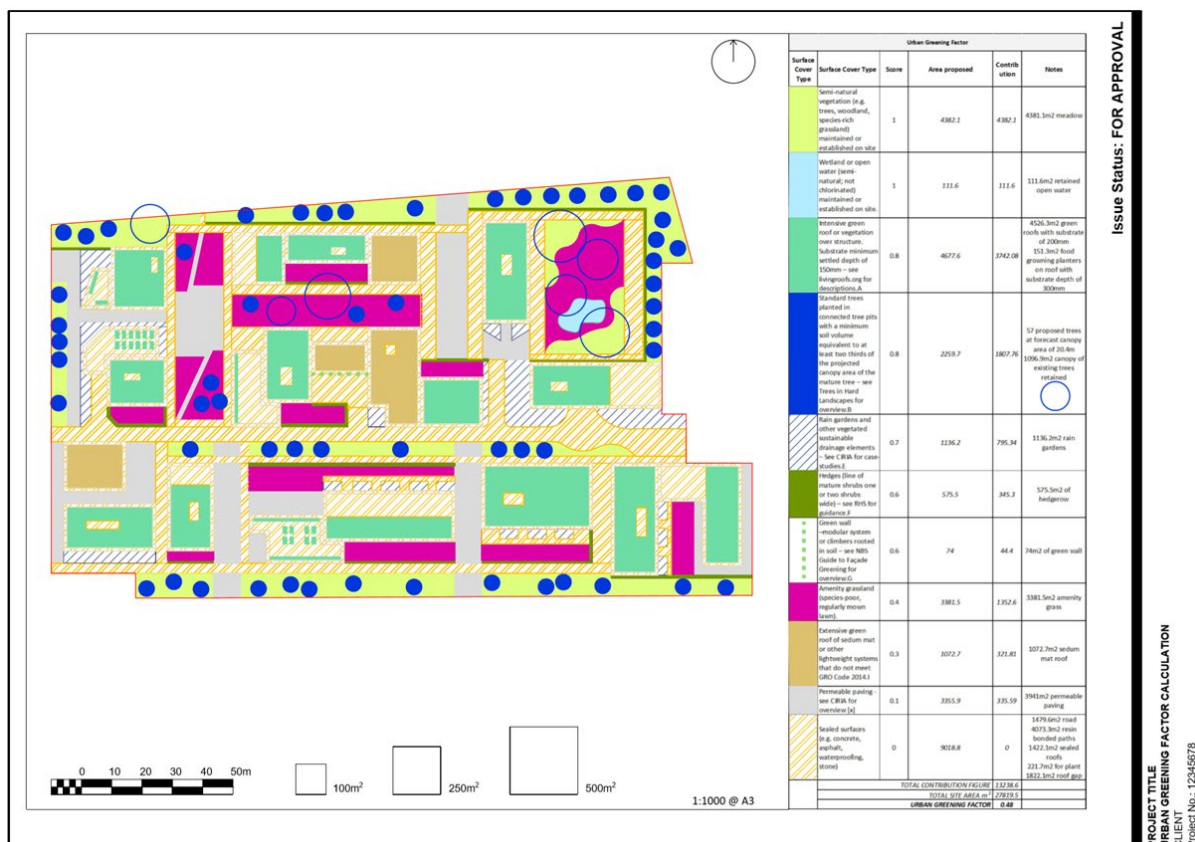 Issue Status: FOR APPROVAL
Urban Greening Factor
Surface
Cover
Type
Surface Cover Type
Score
Area proposed
Contrib
ution
Notes
Semi-natural
vegetation (e.g.
trees, woodland,
species-rich
grassland)
maintained or
established on site
1
4382.1
4382.1
4381.1m2 meadow
Wetland or open
water (semi-
natural; not
chlorinated)
maintained or
established on site.
1
111.6
111.6
111.6m2 retained
open water
Intensive green
roof or vegetation
over structure.
Substrate minimum
settled depth of
150mm – see
livingroofs.org for
descriptions.A
0.8
4677.6
3742.08
4526.3m2 green
roofs with substrate
of 200mm
151.3m2 food
growning planters
on roof with
substrate depth of
300mm
Standard trees
planted in
connected tree pits
with a minimum
soil volume
equivalent to at
least two thirds of
the projected
canopy area of the
mature tree – see
Trees in Hard
Landscapes for
overview.B
0.8
2259.7
1807.76
57 proposed trees
at forecast canopy
area of 20.4m
1096.9m2 canopy of
existing trees
retained
Rain gardens and
other vegetated
sustainable
drainage elements
– See CIRIA for case-
studies.E
0.7
1136.2
795.34
1136.2m2 rain
gardens
Hedges (line of
mature shrubs one
or two shrubs
wide) – see RHS for
guidance.F
0.6
575.5
345.3
575.5m2 of
hedgerow
Green wall
–modular system
or climbers rooted
in soil – see NBS
Guide to Façade
Greening for
overview.G
0.6
74
44.4
74m2 of green wall
Amenity grassland
(species-poor,
regularly mown
lawn).
0.4
3381.5
1352.6
3381.5m2 amenity
grass
Extensive green
roof of sedum mat
or other
lightweight systems
that do not meet
GRO Code 2014.I
0.3
1072.7
321.81
1072.7m2 sedum
mat roof
Permeable paving -
see CIRIA for
overview [x]
0.1
3355.9
335.59
3941m2 permeable
paving
Sealed surfaces
(e.g. concrete,
asphalt,
waterproofing,
stone)
0
9018.8
0
1479.6m2 road
4073.3m2 resin
bonded paths
1422.1m2 sealed
roofs
221.7m2 for plant
1822.1m2 roof gap
TOTAL CONTRIBUTION FIGURE 13238.6
TOTAL SITE AREA m² 27819.5
URBAN GREENING FACTOR 0.48
0 10 20 30 40 50m
100m²
250m²
500m²
1:1000 @ A3
PROJECT TITLE
URBAN GREENING FACTOR CALCULATION
CLIENT
Project No.: 12345678